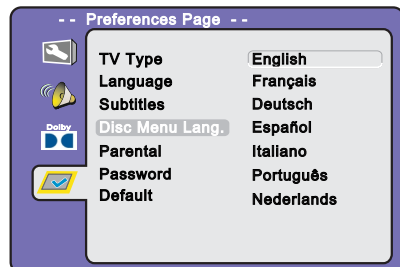 - - Preferences Page - -
TV Type
Language
Subtitles
Disc Menu Lang.
Parental
Password
Default
English
Français
Deutsch
Español
Italiano
Português
Nederlands
Dolby